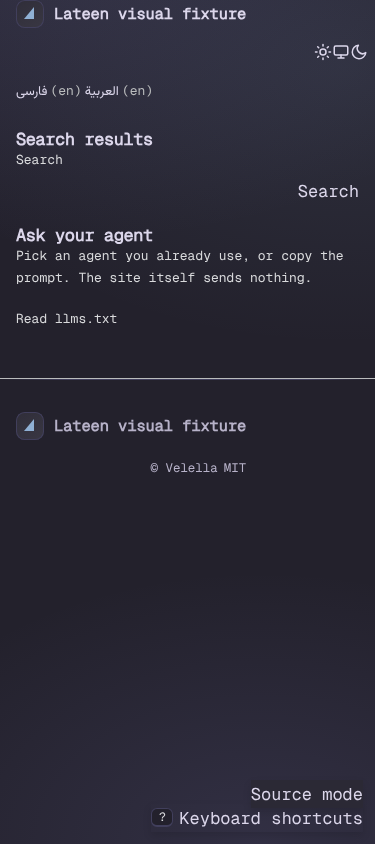 Lateen visual fixture
فارسی (en) العربية (en)
Search results
Search
Search
Ask your agent
Pick an agent you already use, or copy the
prompt. The site itself sends nothing.
Read llms.txt
Lateen visual fixture
© Velella MIT
Source mode
? Keyboard shortcuts